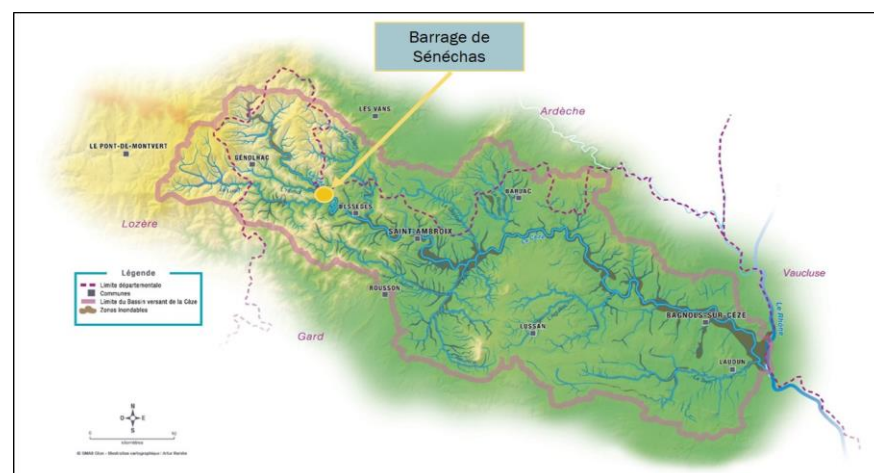 Barrage de
Sénéchas
Ardèche
LES VANS
LE PONT-DE-MONTVERT
GÉNOLHAC
BARJAC
BESSÈGES
Lozère
SAINT-AMBROIX
Vaucluse
Légende
Limite départementale
Communes
Limite du Bassin versant de la Cèze
Zones Inondables
ROUSSON
Le Rhône
BAGNOLS-SUR-CÈZE
LUSSAN
Gard
LAUDUN
N
O
E
S
kilomètres